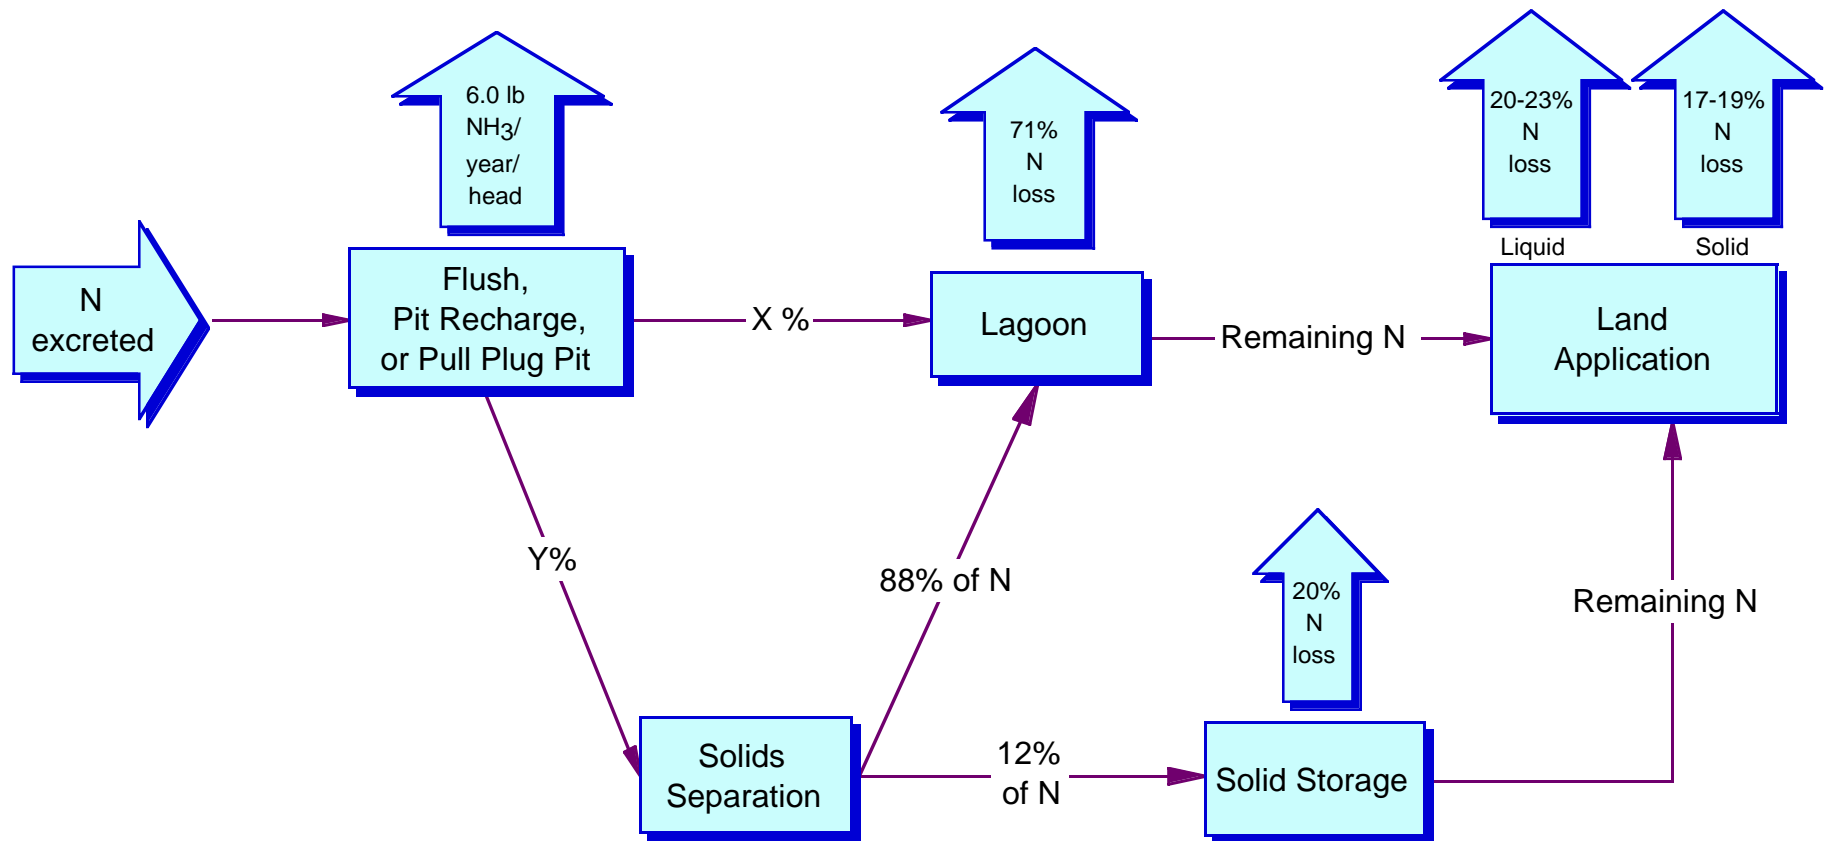 6.0 lb
NH3/
year/
head
71%
N
loss
20-23%
N
loss
17-19%
N
loss
Liquid
Solid
N
excreted
Flush,
Pit Recharge,
or Pull Plug Pit
X %
Lagoon
Remaining N
Land
Application
Y%
88% of N
20%
N
loss
Remaining N
Solids
Separation
12%
of N
Solid Storage